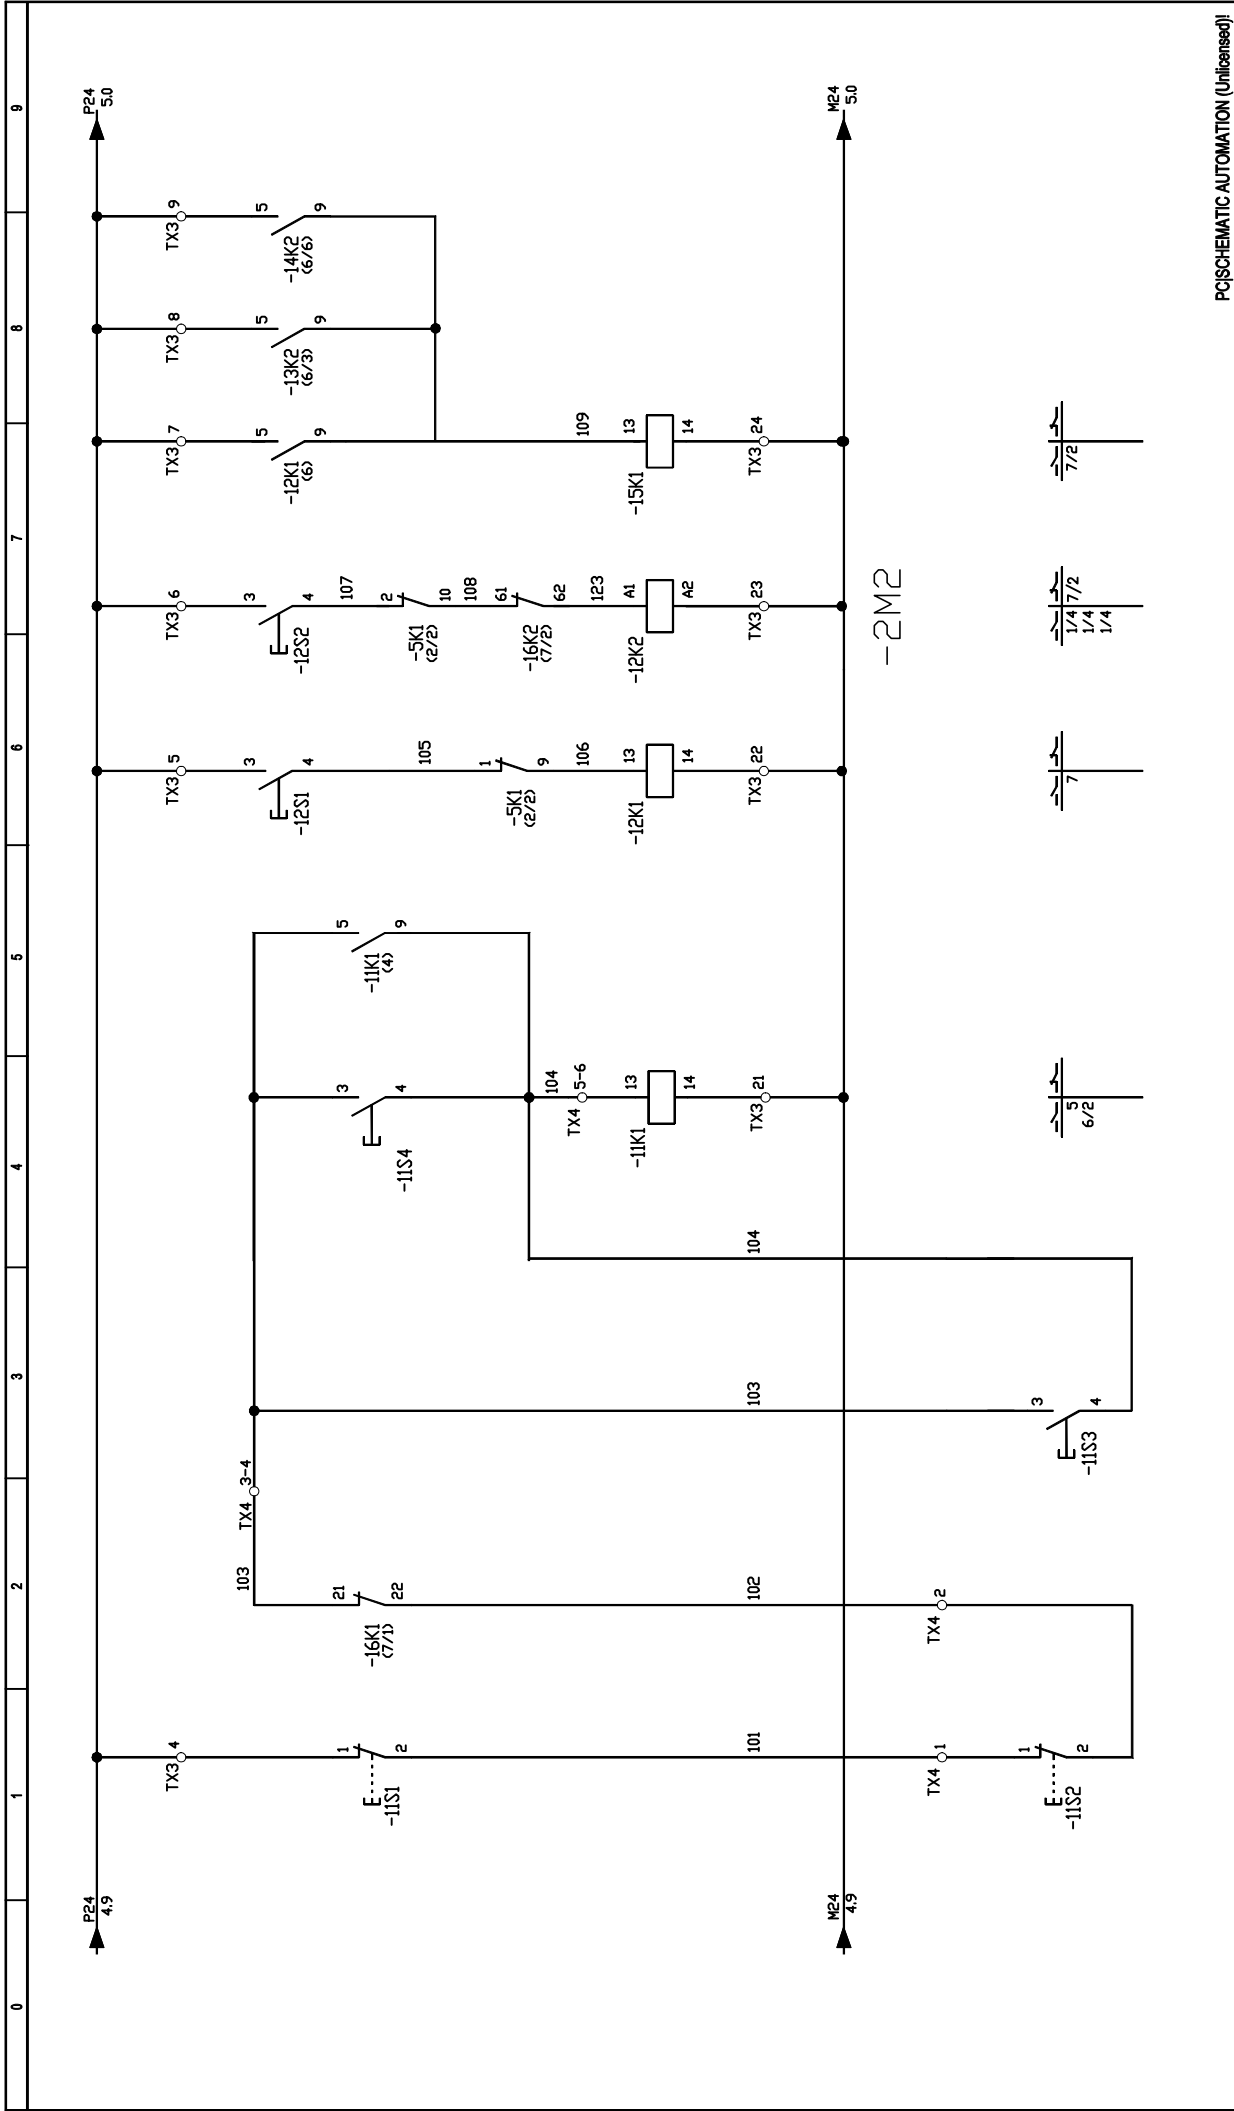 0 1 2 3 4 5 6 7 8 9
P24
4.9
P24
5.0
TX3 4
1
2
-11S1
101
TX4 1
1
2
-11S2
103
21
22
-16K1
(7/1)
102
TX4 2
TX4 3-4
103
3
4
-11S3
104
3
4
-11S4
104
TX4 5-6
13
14
-11K1
TX3 21
5
9
-11K1
(4)
TX3 5
3
4
-12S1
105
1
9
-5K1
(2/2)
106
13
14
-12K1
TX3 22
TX3 6
3
4
-12S2
107
2
10
-5K1
(2/2)
108
61
62
-16K2
(7/2)
123
A1
A2
-12K2
TX3 23
TX3 7
5
9
-12K1
(6)
109
13
14
-15K1
TX3 24
TX3 8
5
9
-13K2
(6/3)
TX3 9
5
9
-14K2
(6/6)
M24
4.9
M24
5.0
-2M2
5
6/2
7
1/4 7/2
1/4
1/4
7/2
PC|SCHEMATIC AUTOMATION (Unlicensed)!